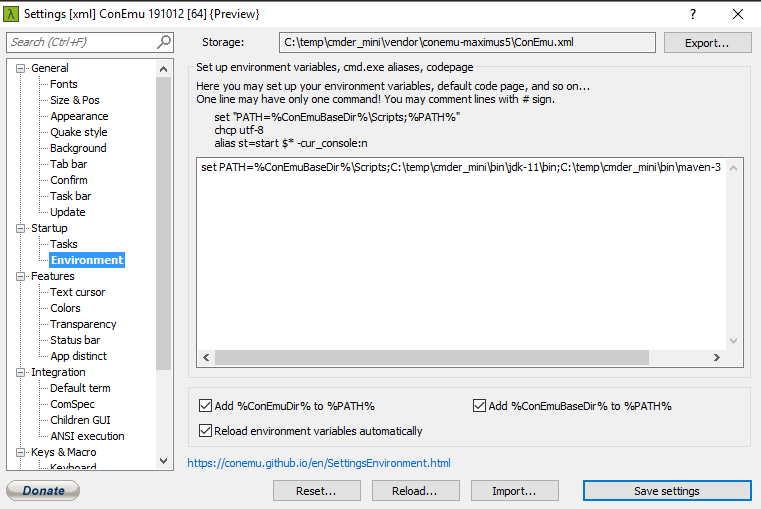 λ Settings [xml] ConEmu 191012 [64] {Preview}
?
Search (Ctrl+F)
Storage:
C:\temp\cmder_mini\vendor\conemu-maximus5\ConEmu.xml
Export...
General
Fonts
Size & Pos
Appearance
Quake style
Background
Tab bar
Confirm
Task bar
Update
Startup
Tasks
Environment
Features
Text cursor
Colors
Transparency
Status bar
App distinct
Integration
Default term
ComSpec
Children GUI
ANSI execution
Keys & Macro
Keyboard
Set up environment variables, cmd.exe aliases, codepage
Here you may set up your environment variables, default code page, and so on...
One line may have only one command! You may comment lines with # sign.
set "PATH=%ConEmuBaseDir%\Scripts;%PATH%"
chcp utf-8
alias st=start $* -cur_console:n
set PATH=%ConEmuBaseDir%\Scripts;C:\temp\cmder_mini\bin\jdk-11\bin;C:\temp\cmder_mini\bin\maven-3
Add %ConEmuDir% to %PATH%
Add %ConEmuBaseDir% to %PATH%
Reload environment variables automatically
https://conemu.github.io/en/SettingsEnvironment.html
Donate
Reset...
Reload...
Import...
Save settings